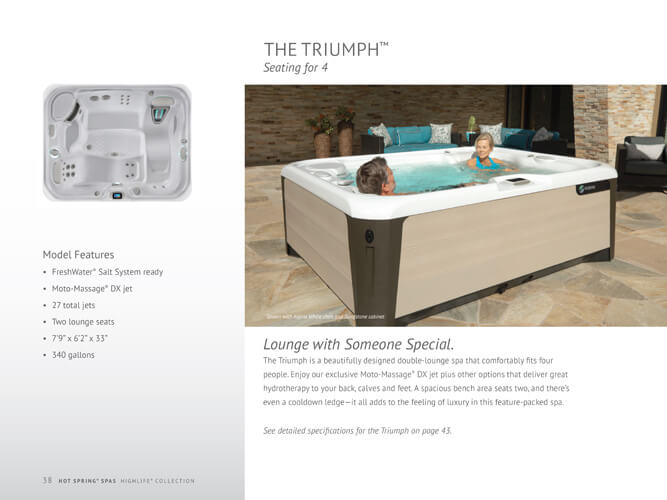 THE TRIUMPH™
Seating for 4
Model Features
• FreshWater® Salt System ready
• Moto-Massage® DX jet
• 27 total jets
• Two lounge seats
• 7'9" x 6'2" x 33"
• 340 gallons
Shown with Alpine White shell and Sandstone cabinet
Lounge with Someone Special.
The Triumph is a beautifully designed double-lounge spa that comfortably fits four
people. Enjoy our exclusive Moto-Massage® DX jet plus other options that deliver great
hydrotherapy to your back, calves and feet. A spacious bench area seats two, and there's
even a cooldown ledge—it all adds to the feeling of luxury in this feature-packed spa.
See detailed specifications for the Triumph on page 43.
38 HOT SPRING® SPAS HIGHLIFE® COLLECTION